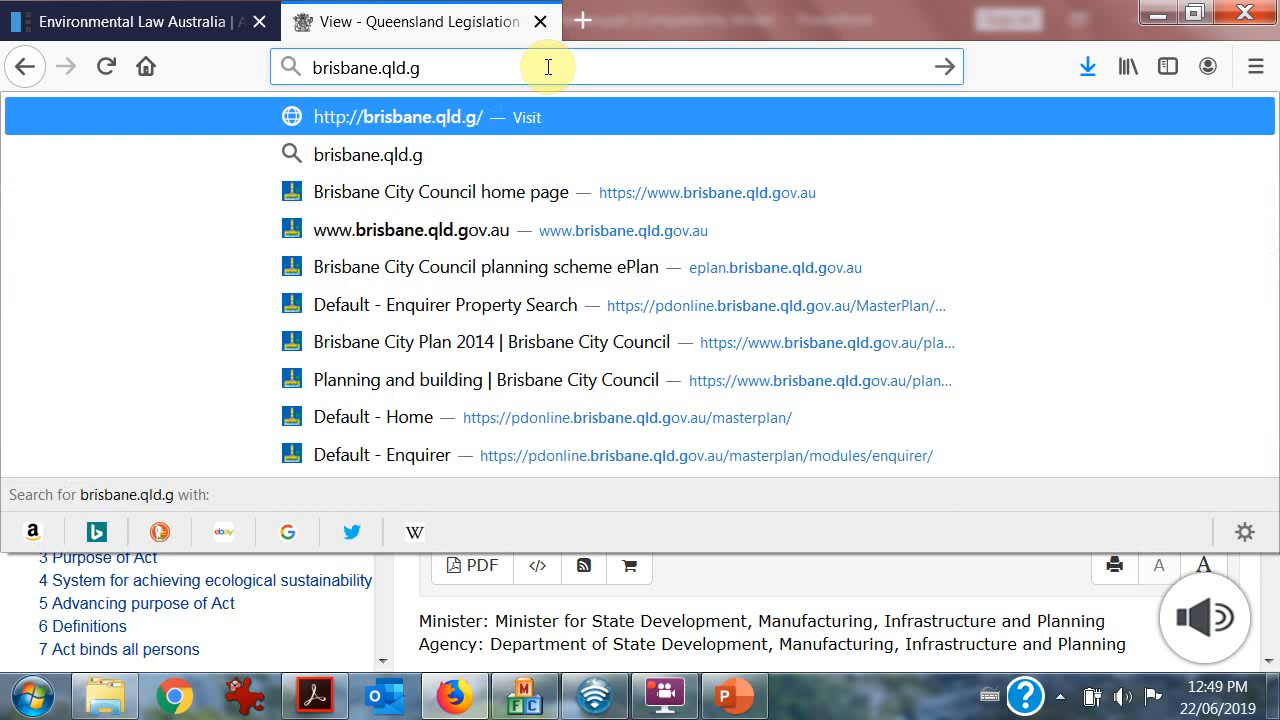 Environmental Law Australia | A
View - Queensland Legislation
brisbane.qld.g
http://brisbane.qld.g/ — Visit
brisbane.qld.g
Brisbane City Council home page — https://www.brisbane.qld.gov.au
www.brisbane.qld.gov.au — www.brisbane.qld.gov.au
Brisbane City Council planning scheme ePlan — eplan.brisbane.qld.gov.au
Default - Enquirer Property Search — https://pdonline.brisbane.qld.gov.au/MasterPlan/...
Brisbane City Plan 2014 | Brisbane City Council — https://www.brisbane.qld.gov.au/pla...
Planning and building | Brisbane City Council — https://www.brisbane.qld.gov.au/plan...
Default - Home — https://pdonline.brisbane.qld.gov.au/masterplan/
Default - Enquirer — https://pdonline.brisbane.qld.gov.au/masterplan/modules/enquirer/
Search for brisbane.qld.g with:
a b ebay G W
3 Purpose of Act
4 System for achieving ecological sustainability
5 Advancing purpose of Act
6 Definitions
7 Act binds all persons
PDF </> A A
Minister: Minister for State Development, Manufacturing, Infrastructure and Planning
Agency: Department of State Development, Manufacturing, Infrastructure and Planning
M F C
12:49 PM
22/06/2019